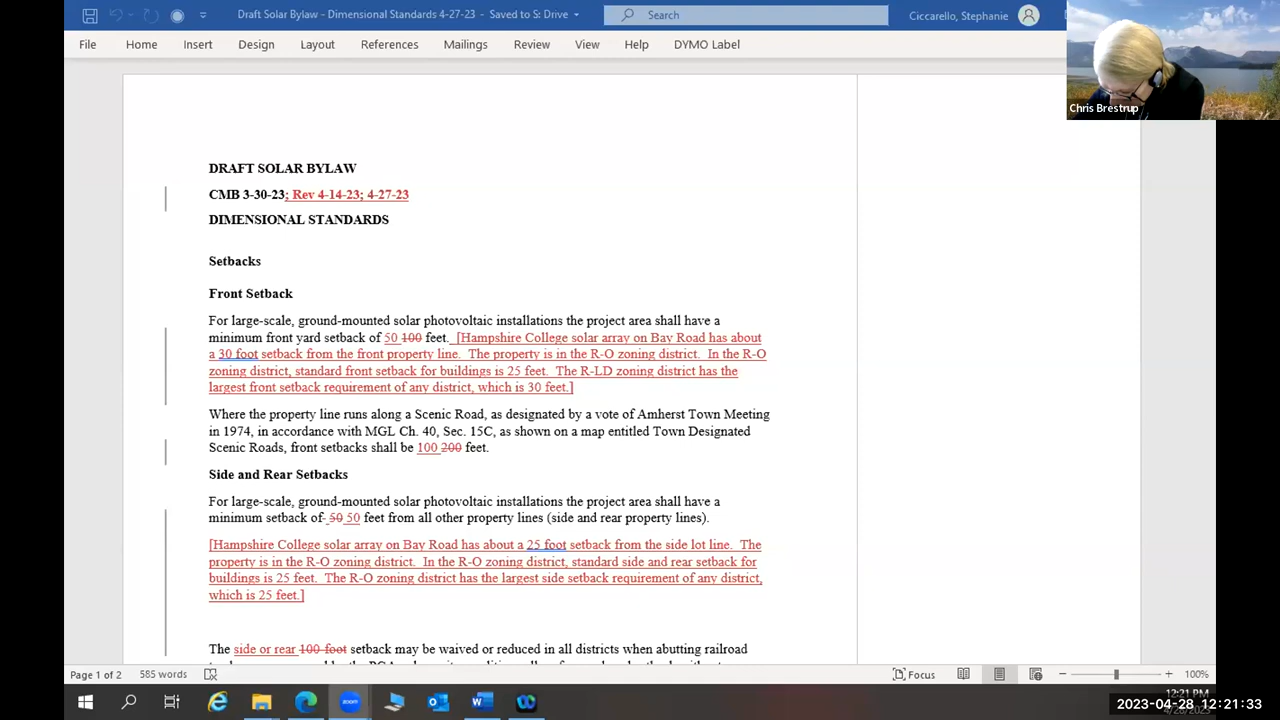 Draft Solar Bylaw - Dimensional Standards 4-27-23 - Saved to S: Drive
Search
Ciccarello, Stephanie
File Home Insert Design Layout References Mailings Review View Help DYMO Label
Chris Brestrup
DRAFT SOLAR BYLAW
CMB 3-30-23; Rev 4-14-23; 4-27-23
DIMENSIONAL STANDARDS
Setbacks
Front Setback
For large-scale, ground-mounted solar photovoltaic installations the project area shall have a
minimum front yard setback of 50 100 feet. [Hampshire College solar array on Bay Road has about
a 30 foot setback from the front property line. The property is in the R-O zoning district. In the R-O
zoning district, standard front setback for buildings is 25 feet. The R-LD zoning district has the
largest front setback requirement of any district, which is 30 feet.]
Where the property line runs along a Scenic Road, as designated by a vote of Amherst Town Meeting
in 1974, in accordance with MGL Ch. 40, Sec. 15C, as shown on a map entitled Town Designated
Scenic Roads, front setbacks shall be 100 200 feet.
Side and Rear Setbacks
For large-scale, ground-mounted solar photovoltaic installations the project area shall have a
minimum setback of 50 50 feet from all other property lines (side and rear property lines).
[Hampshire College solar array on Bay Road has about a 25 foot setback from the side lot line. The
property is in the R-O zoning district. In the R-O zoning district, standard side and rear setback for
buildings is 25 feet. The R-O zoning district has the largest side setback requirement of any district,
which is 25 feet.]
The side or rear 100 foot setback may be waived or reduced in all districts when abutting railroad
Page 1 of 2 585 words Focus 100%
12:21 PM
2023-04-28 12:21:33